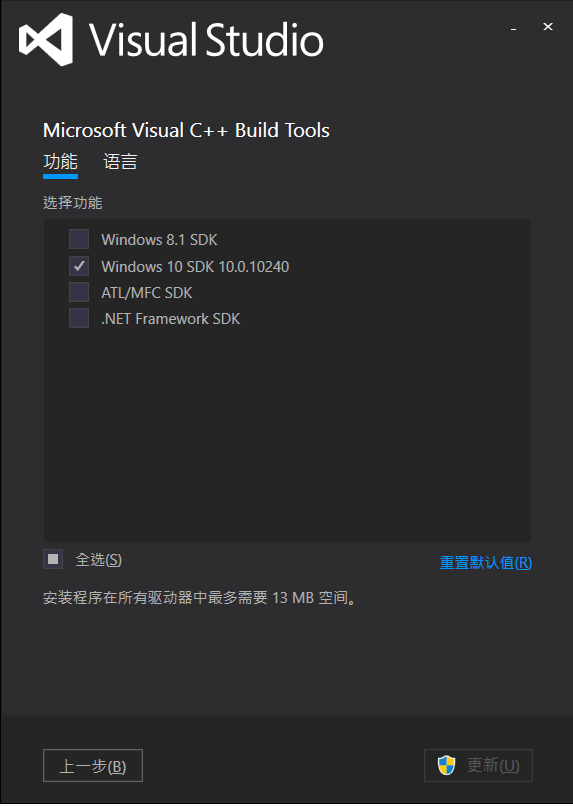 Visual Studio
Microsoft Visual C++ Build Tools
功能 语言
选择功能
Windows 8.1 SDK
Windows 10 SDK 10.0.10240
ATL/MFC SDK
.NET Framework SDK
全选(S)
重置默认值(R)
安装程序在所有驱动器中最多需要 13 MB 空间。
上一步(B)
更新(U)